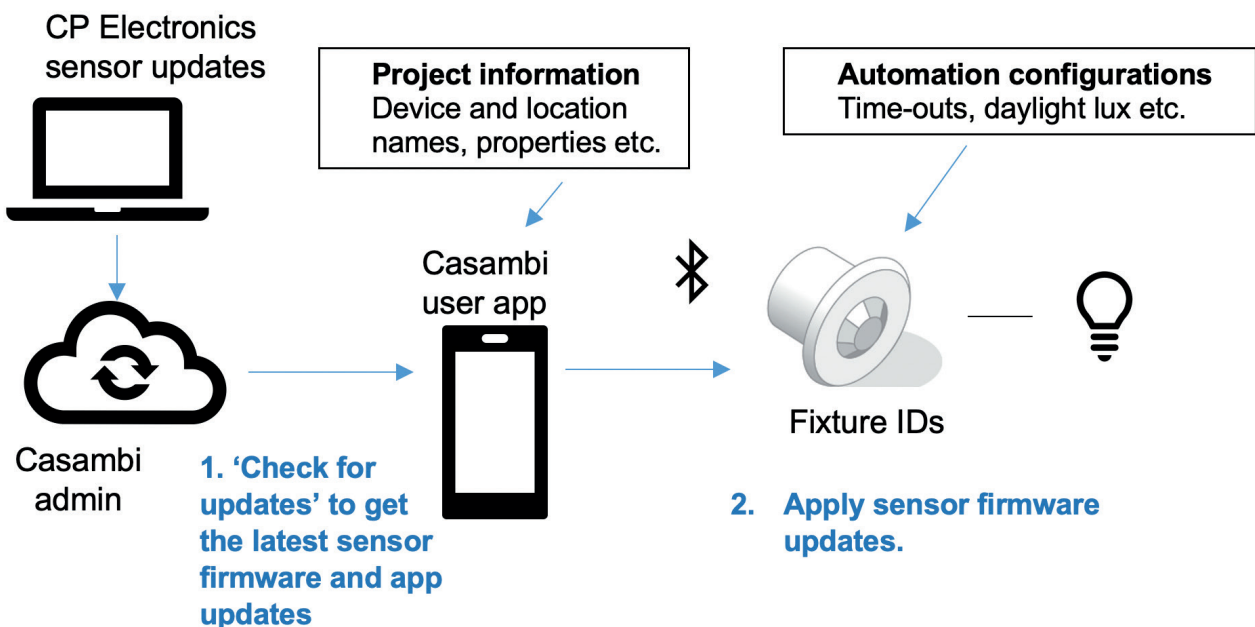 CP Electronics
sensor updates
Project information
Device and location
names, properties etc.
Automation configurations
Time-outs, daylight lux etc.
Casambi
user app
Fixture IDs
Casambi
admin
1. ‘Check for
updates’ to get
the latest sensor
firmware and app
updates
2. Apply sensor firmware
updates.